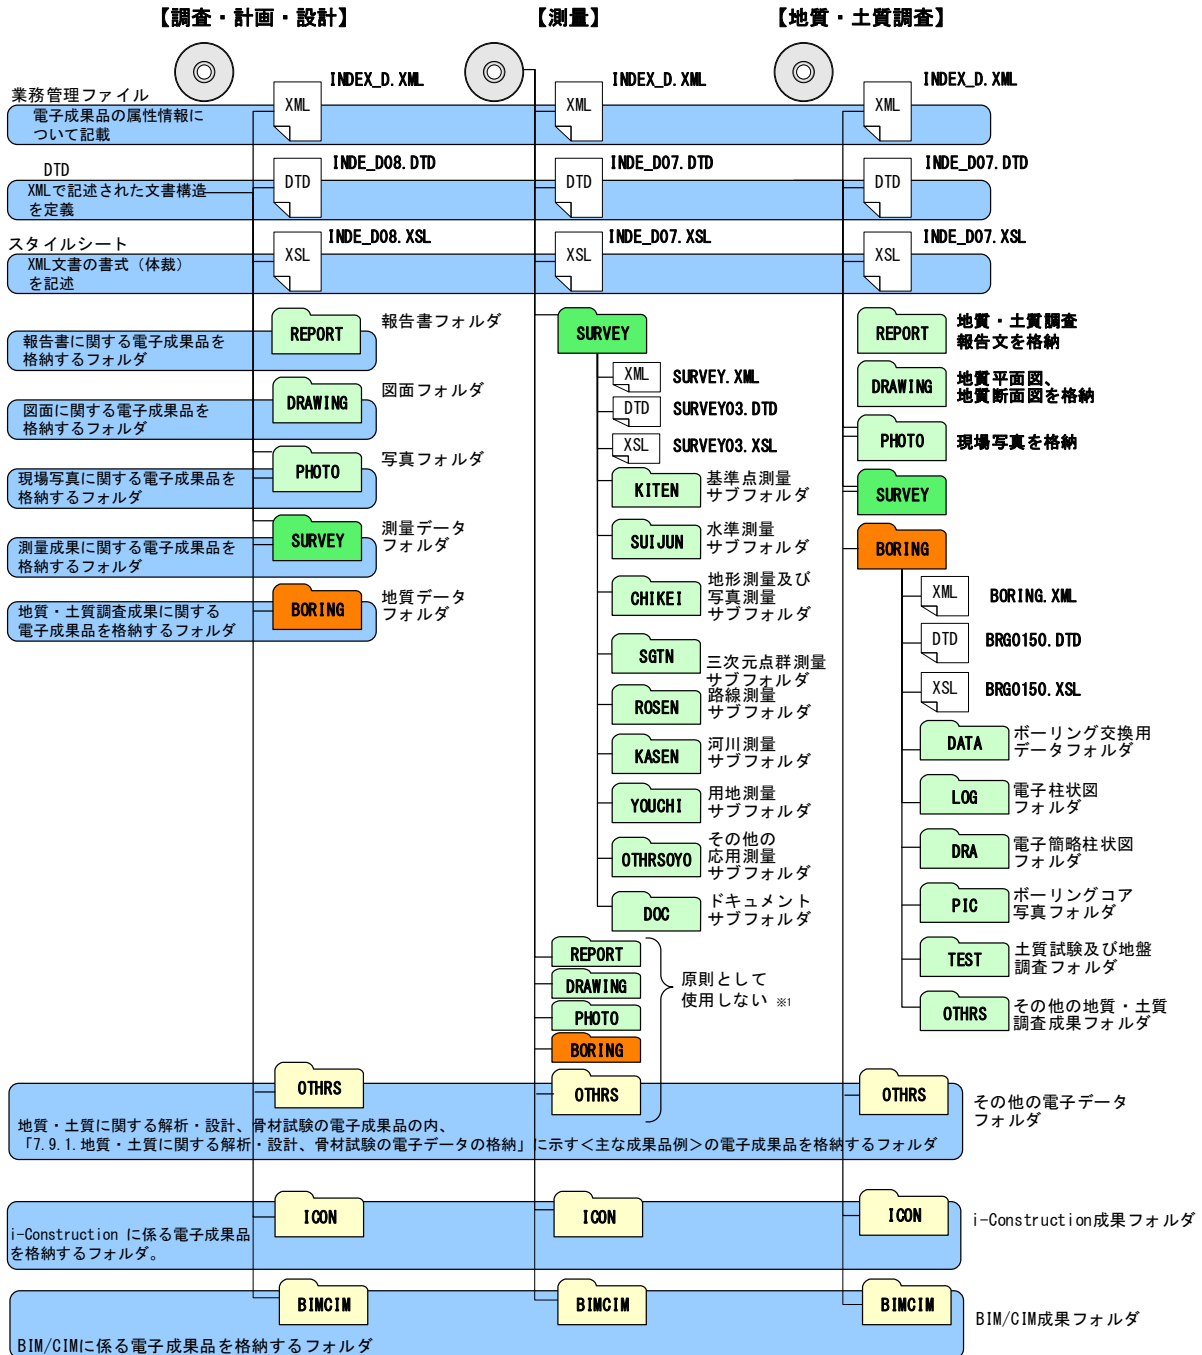 【調査・計画・設計】
【測量】
【地質・土質調査】
業務管理ファイル
電子成果品の属性情報に
ついて記載
XML
INDEX_D.XML
XML
INDEX_D.XML
XML
INDEX_D.XML
DTD
XMLで記述された文書構造
を定義
DTD
INDE_D08.DTD
DTD
INDE_D07.DTD
DTD
INDE_D07.DTD
スタイルシート
XML文書の書式（体裁）
を記述
XSL
INDE_D08.XSL
XSL
INDE_D07.XSL
XSL
INDE_D07.XSL
報告書に関する電子成果品を
格納するフォルダ
REPORT
報告書フォルダ
図面に関する電子成果品を
格納するフォルダ
DRAWING
図面フォルダ
現場写真に関する電子成果品を
格納するフォルダ
PHOTO
写真フォルダ
測量成果に関する電子成果品を
格納するフォルダ
SURVEY
測量データ
フォルダ
地質・土質調査成果に関する
電子成果品を格納するフォルダ
BORING
地質データ
フォルダ
SURVEY
XML
SURVEY.XML
DTD
SURVEY03.DTD
XSL
SURVEY03.XSL
KITEN
基準点測量
サブフォルダ
SUIJUN
水準測量
サブフォルダ
CHIKEI
地形測量及び
写真測量
サブフォルダ
SGTN
三次元点群測量
サブフォルダ
ROSEN
路線測量
サブフォルダ
KASEN
河川測量
サブフォルダ
YOUCHI
用地測量
サブフォルダ
OTHRSOYO
その他の
応用測量
サブフォルダ
DOC
ドキュメント
サブフォルダ
REPORT
DRAWING
PHOTO
BORING
原則として
使用しない ※1
REPORT
地質・土質調査
報告文を格納
DRAWING
地質平面図、
地質断面図を格納
PHOTO
現場写真を格納
SURVEY
BORING
XML
BORING.XML
DTD
BRG0150.DTD
XSL
BRG0150.XSL
DATA
ボーリング交換用
データフォルダ
LOG
電子柱状図
フォルダ
DRA
電子簡略柱状図
フォルダ
PIC
ボーリングコア
写真フォルダ
TEST
土質試験及び地盤
調査フォルダ
OTHRS
その他の地質・土質
調査成果フォルダ
OTHRS
OTHRS
OTHRS
その他の電子データ
フォルダ
地質・土質に関する解析・設計、骨材試験の電子成果品の内、
「7.9.1.地質・土質に関する解析・設計、骨材試験の電子データの格納」に示す＜主な成果品例＞の電子成果品を格納するフォルダ
ICON
ICON
ICON
i-Construction成果フォルダ
i-Construction に係る電子成果品
を格納するフォルダ。
BIMCIM
BIMCIM
BIMCIM
BIM/CIM成果フォルダ
BIM/CIMに係る電子成果品を格納するフォルダ